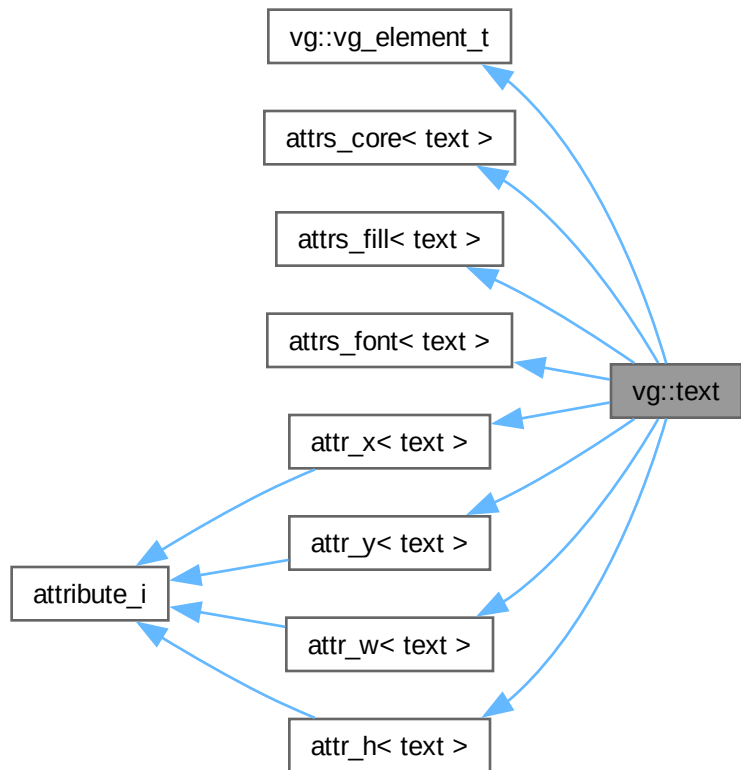 vg::vg_element_t
attrs_core< text >
attrs_fill< text >
attrs_font< text >
vg::text
attr_x< text >
attr_y< text >
attribute_i
attr_w< text >
attr_h< text >